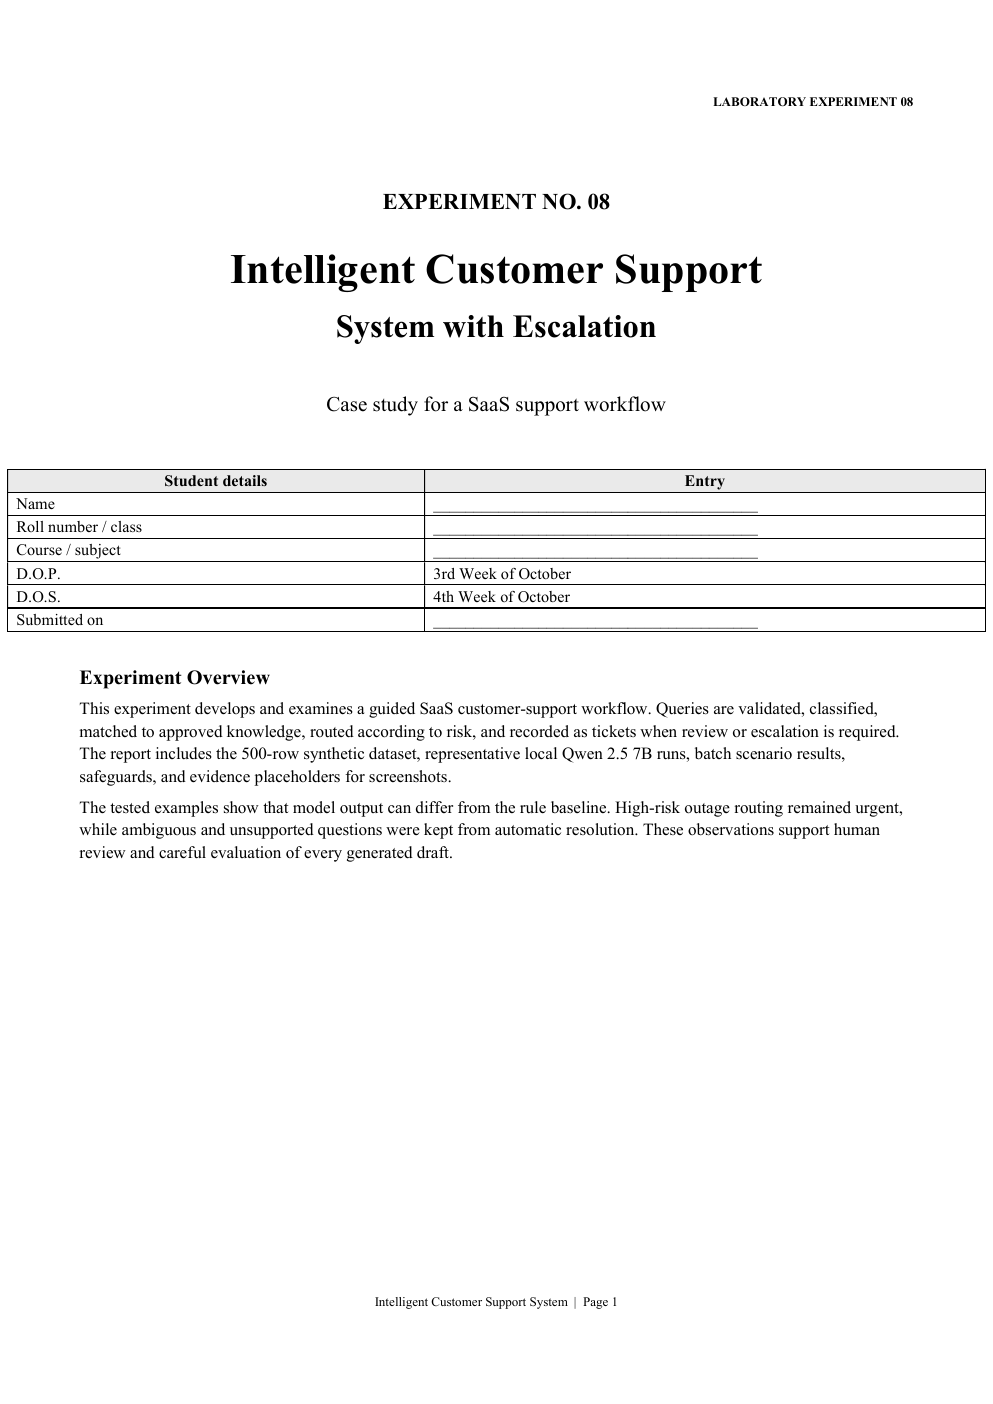 LABORATORY EXPERIMENT 08
EXPERIMENT NO. 08
Intelligent Customer Support
System with Escalation
Case study for a SaaS support workflow
Student details Entry
Name ________________________________________
Roll number / class ________________________________________
Course / subject ________________________________________
D.O.P. 3rd Week of October
D.O.S. 4th Week of October
Submitted on ________________________________________
Experiment Overview
This experiment develops and examines a guided SaaS customer-support workflow. Queries are validated, classified,
matched to approved knowledge, routed according to risk, and recorded as tickets when review or escalation is required.
The report includes the 500-row synthetic dataset, representative local Qwen 2.5 7B runs, batch scenario results,
safeguards, and evidence placeholders for screenshots.
The tested examples show that model output can differ from the rule baseline. High-risk outage routing remained urgent,
while ambiguous and unsupported questions were kept from automatic resolution. These observations support human
review and careful evaluation of every generated draft.
Intelligent Customer Support System | Page 1